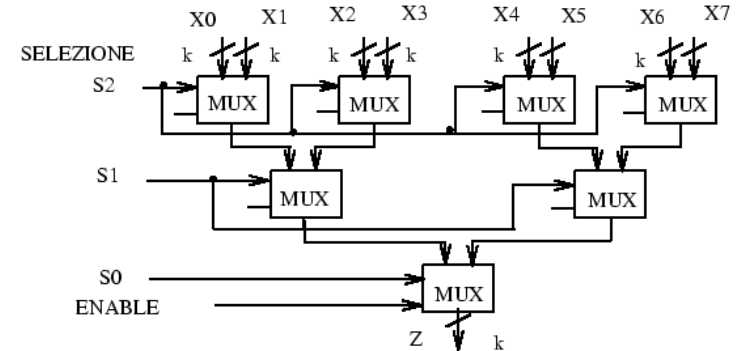 X0 X1 X2 X3 X4 X5 X6 X7
SELEZIONE k k k k k k
S2 MUX MUX MUX MUX
S1 MUX MUX
S0 MUX
ENABLE
Z k